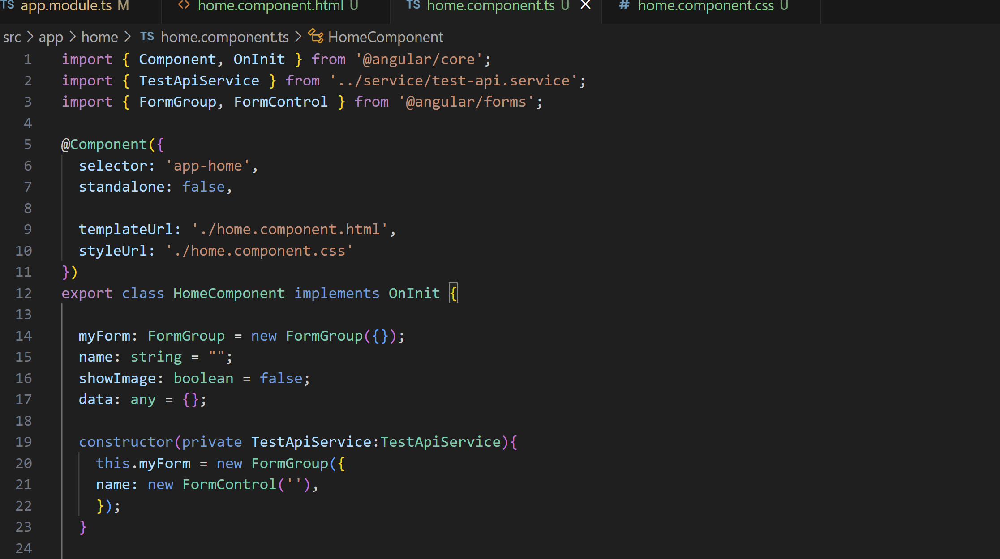 TS app.module.ts M <> home.component.html U TS home.component.ts U × # home.component.css U
src > app > home > TS home.component.ts > HomeComponent
1 import { Component, OnInit } from '@angular/core';
2 import { TestApiService } from '../service/test-api.service';
3 import { FormGroup, FormControl } from '@angular/forms';
4
5 @Component({
6   selector: 'app-home',
7   standalone: false,
8
9   templateUrl: './home.component.html',
10   styleUrl: './home.component.css'
11 })
12 export class HomeComponent implements OnInit {
13
14   myForm: FormGroup = new FormGroup({});
15   name: string = "";
16   showImage: boolean = false;
17   data: any = {};
18
19   constructor(private TestApiService:TestApiService){
20     this.myForm = new FormGroup({
21     name: new FormControl(''),
22     });
23   }
24